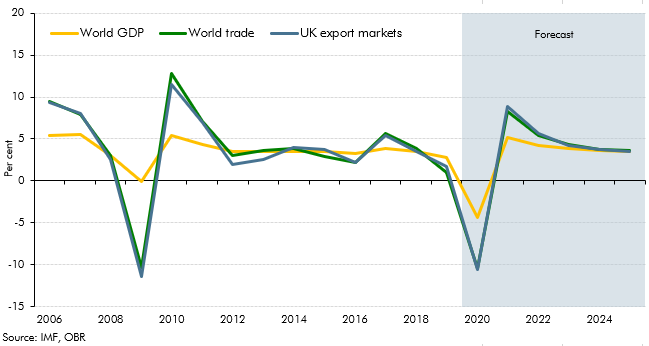 20
World GDP World trade UK export markets Forecast
15
10
5
0
-5
-10
-15
Per cent
2006 2008 2010 2012 2014 2016 2018 2020 2022 2024
Source: IMF, OBR